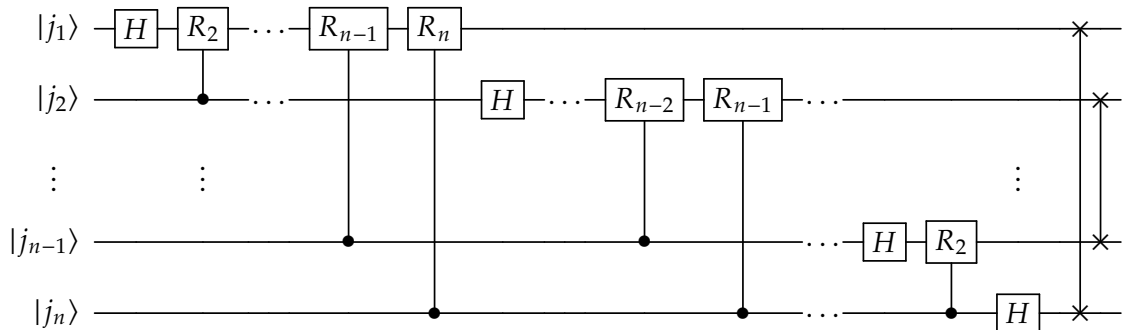 |j₁⟩ H R₂ ... Rₙ₋₁ Rₙ
|j₂⟩ ... H ... Rₙ₋₂ Rₙ₋₁ ...
⋮ ⋮ ⋮
|jₙ₋₁⟩ ... H R₂
|jₙ⟩ ... H